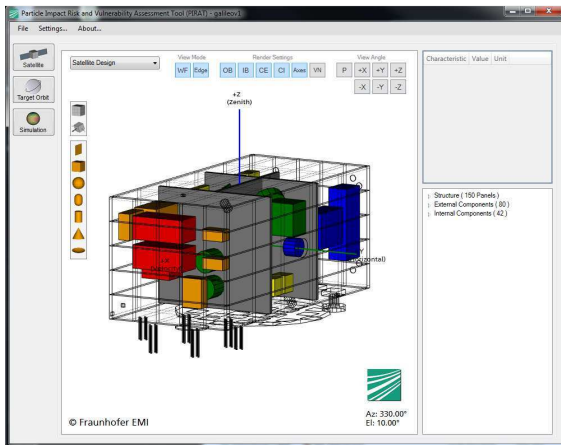 Particle Impact Risk and Vulnerability Assessment Tool (PIRAT) - galileov1
File Settings... About...
Satellite
Target Orbit
Simulation
Satellite Design
View Mode
WF Edge
Render Settings
OB IB CE CI Axes VN
View Angle
P +X +Y +Z
-X -Y -Z
+Z
(Zenith)
© Fraunhofer EMI
Az: 330.00°
El: 10.00°
Characteristic Value Unit
Structure ( 150 Panels )
External Components ( 80 )
Internal Components ( 42 )